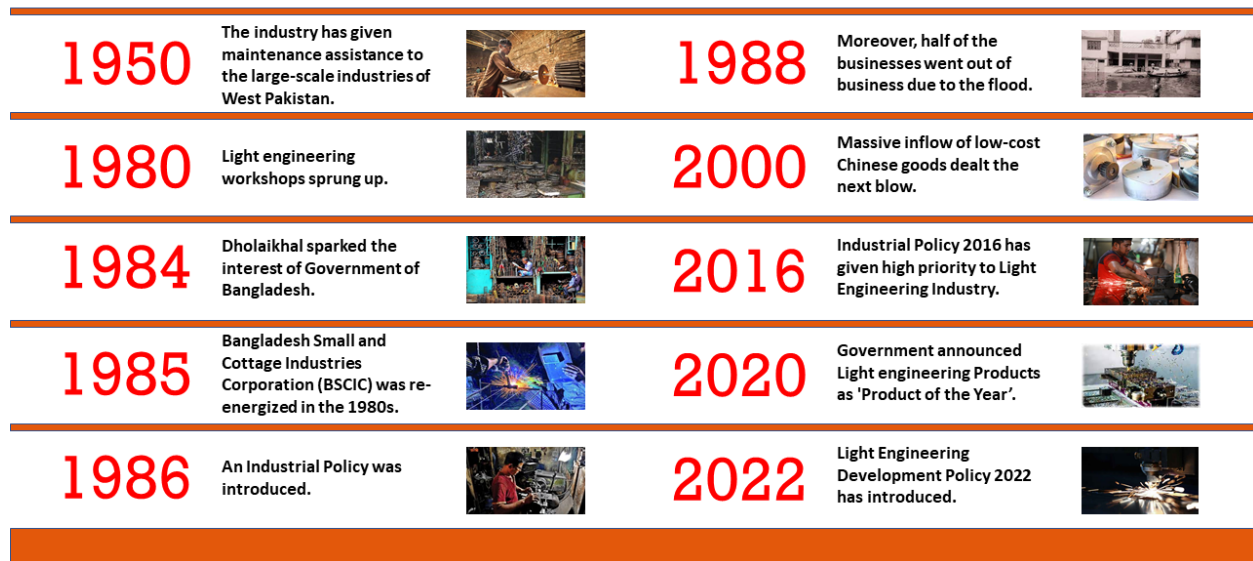 1950
The industry has given
maintenance assistance to
the large-scale industries of
West Pakistan.
1980
Light engineering
workshops sprung up.
1984
Dholaikhal sparked the
interest of Government of
Bangladesh.
1985
Bangladesh Small and
Cottage Industries
Corporation (BSCIC) was re-
energized in the 1980s.
1986
An Industrial Policy was
introduced.
1988
Moreover, half of the
businesses went out of
business due to the flood.
2000
Massive inflow of low-cost
Chinese goods dealt the
next blow.
2016
Industrial Policy 2016 has
given high priority to Light
Engineering Industry.
2020
Government announced
Light engineering Products
as 'Product of the Year’.
2022
Light Engineering
Development Policy 2022
has introduced.